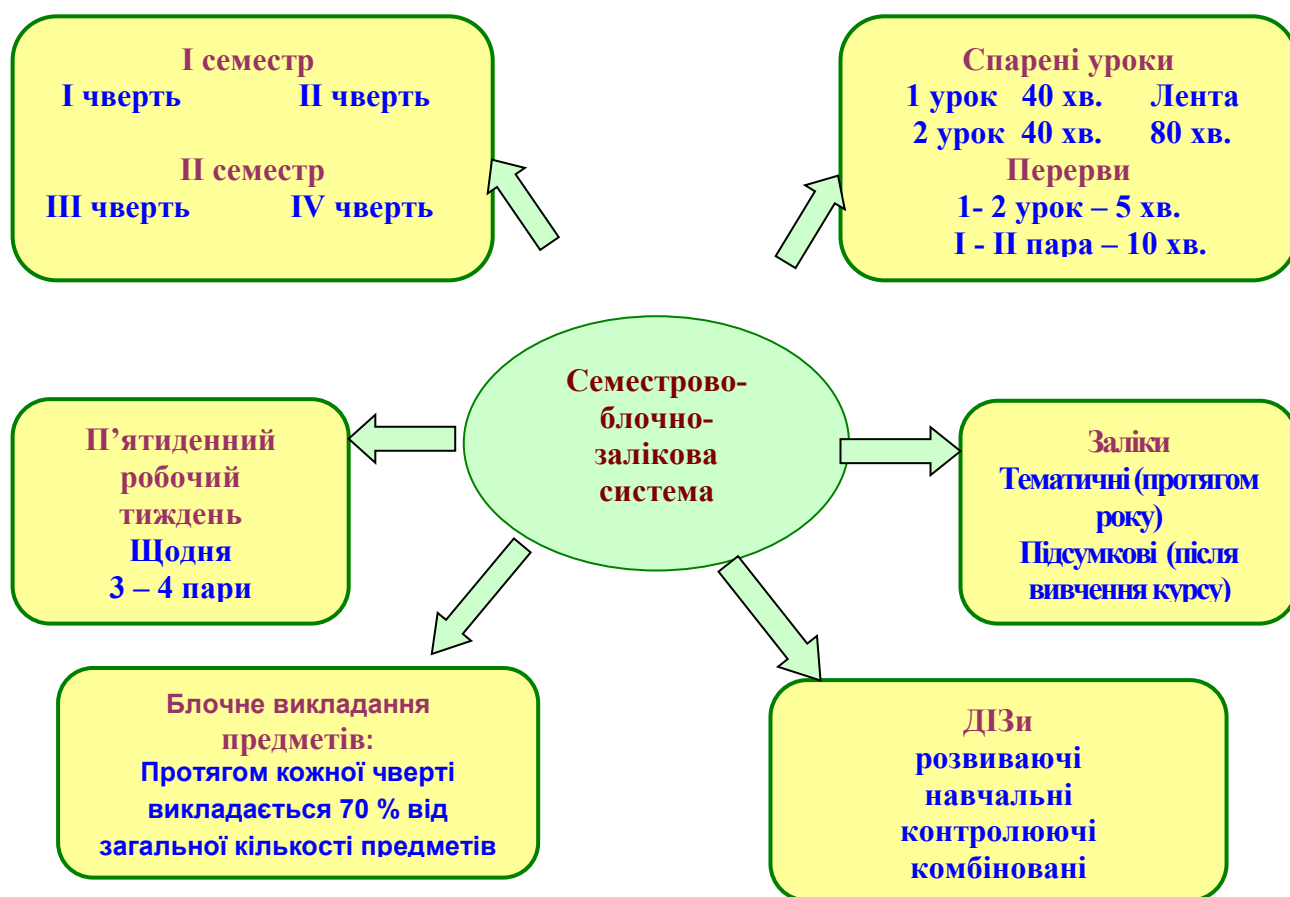 І семестр
І чверть ІІ чверть
ІІ семестр
ІІІ чверть ІV чверть
Спарені уроки
1 урок 40 хв. Лента
2 урок 40 хв. 80 хв.
Перерви
1- 2 урок – 5 хв.
І - ІІ пара – 10 хв.
Семестрово-
блочно-
залікова
система
П’ятиденний
робочий
тиждень
Щодня
3 – 4 пари
Заліки
Тематичні (протягом
року)
Підсумкові (після
вивчення курсу)
Блочне викладання
предметів:
Протягом кожної чверті
викладається 70 % від
загальної кількості предметів
ДІЗи
розвиваючі
навчальні
контролюючі
комбіновані